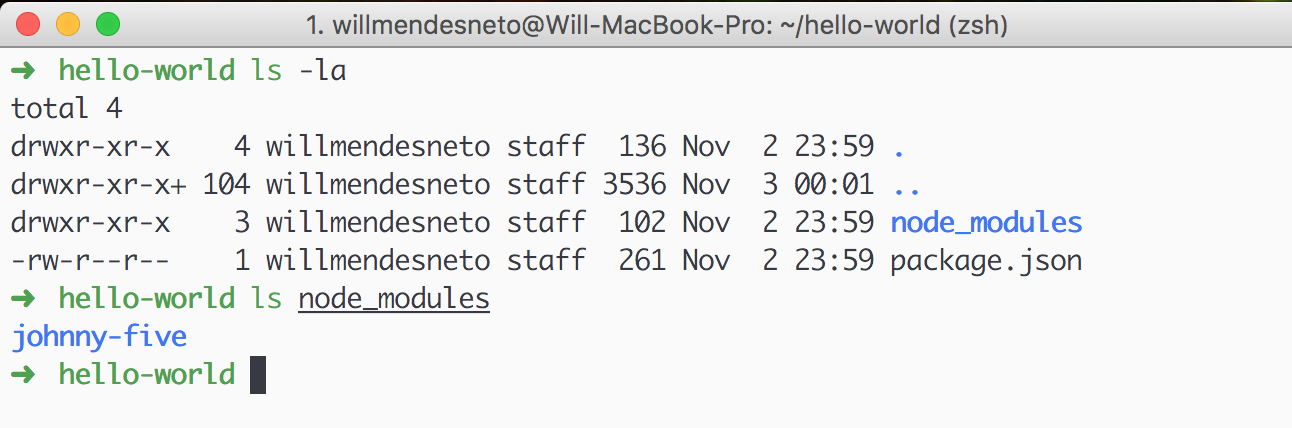 1. willmendesneto@Will-MacBook-Pro: ~/hello-world (zsh)
➜  hello-world ls -la
total 4
drwxr-xr-x    4 willmendesneto staff  136 Nov  2 23:59 .
drwxr-xr-x+ 104 willmendesneto staff 3536 Nov  3 00:01 ..
drwxr-xr-x    3 willmendesneto staff  102 Nov  2 23:59 node_modules
-rw-r--r--    1 willmendesneto staff  261 Nov  2 23:59 package.json
➜  hello-world ls node_modules
johnny-five
➜  hello-world